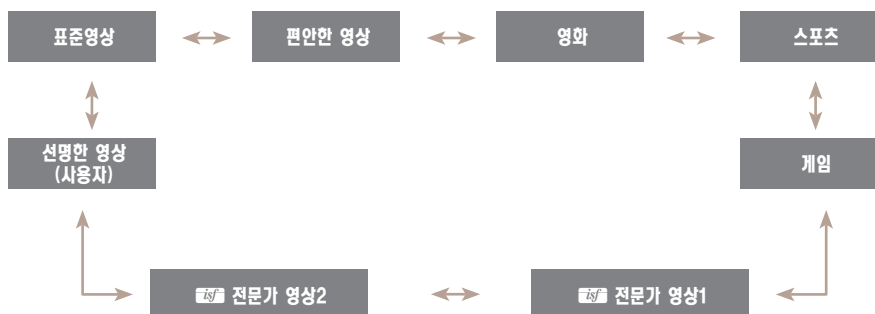 표준영상
편안한 영상
영화
스포츠
선명한 영상
(사용자)
게임
isf 전문가 영상2
isf 전문가 영상1